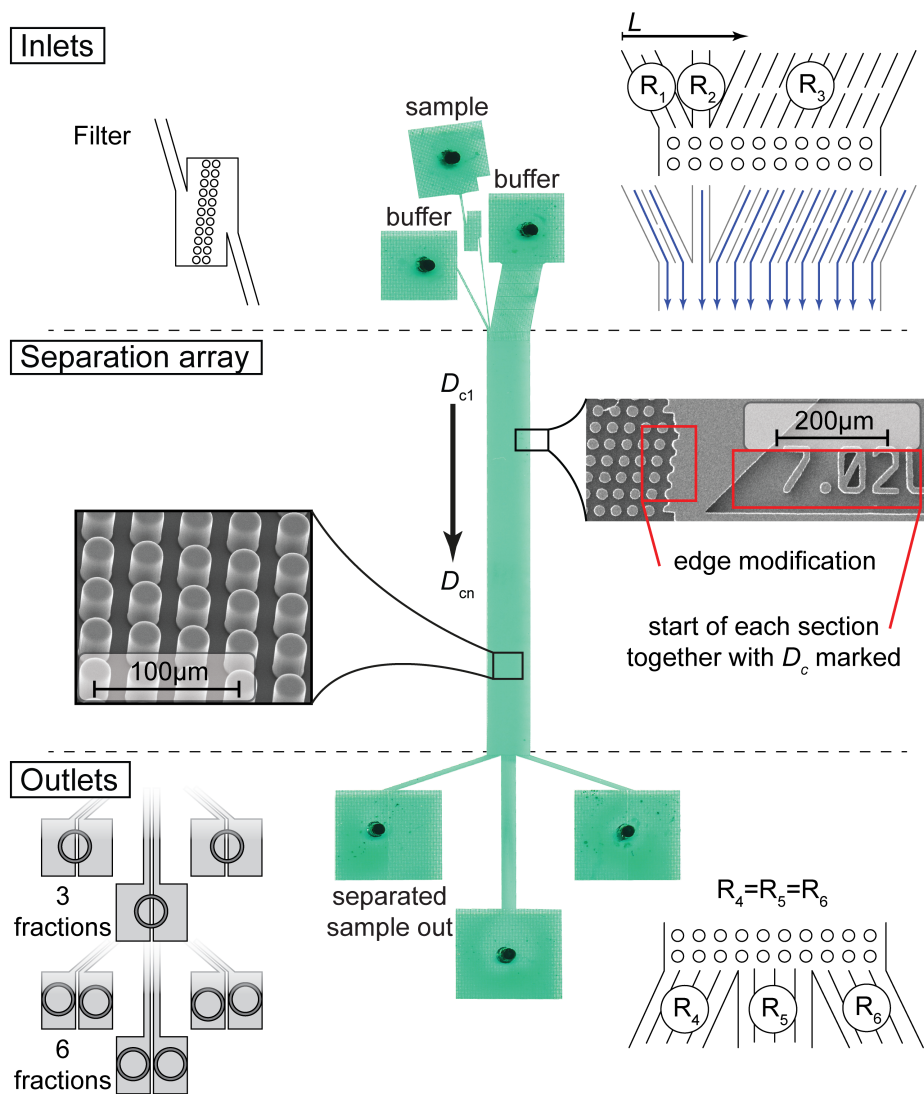 Inlets
L
R1 R2 R3
sample
Filter
buffer
buffer
Separation array
Dc1
200µm
7.020
edge modification
Dcn
start of each section
together with Dc marked
100µm
Outlets
3
fractions
separated
sample out
R4=R5=R6
R4 R5 R6
6
fractions